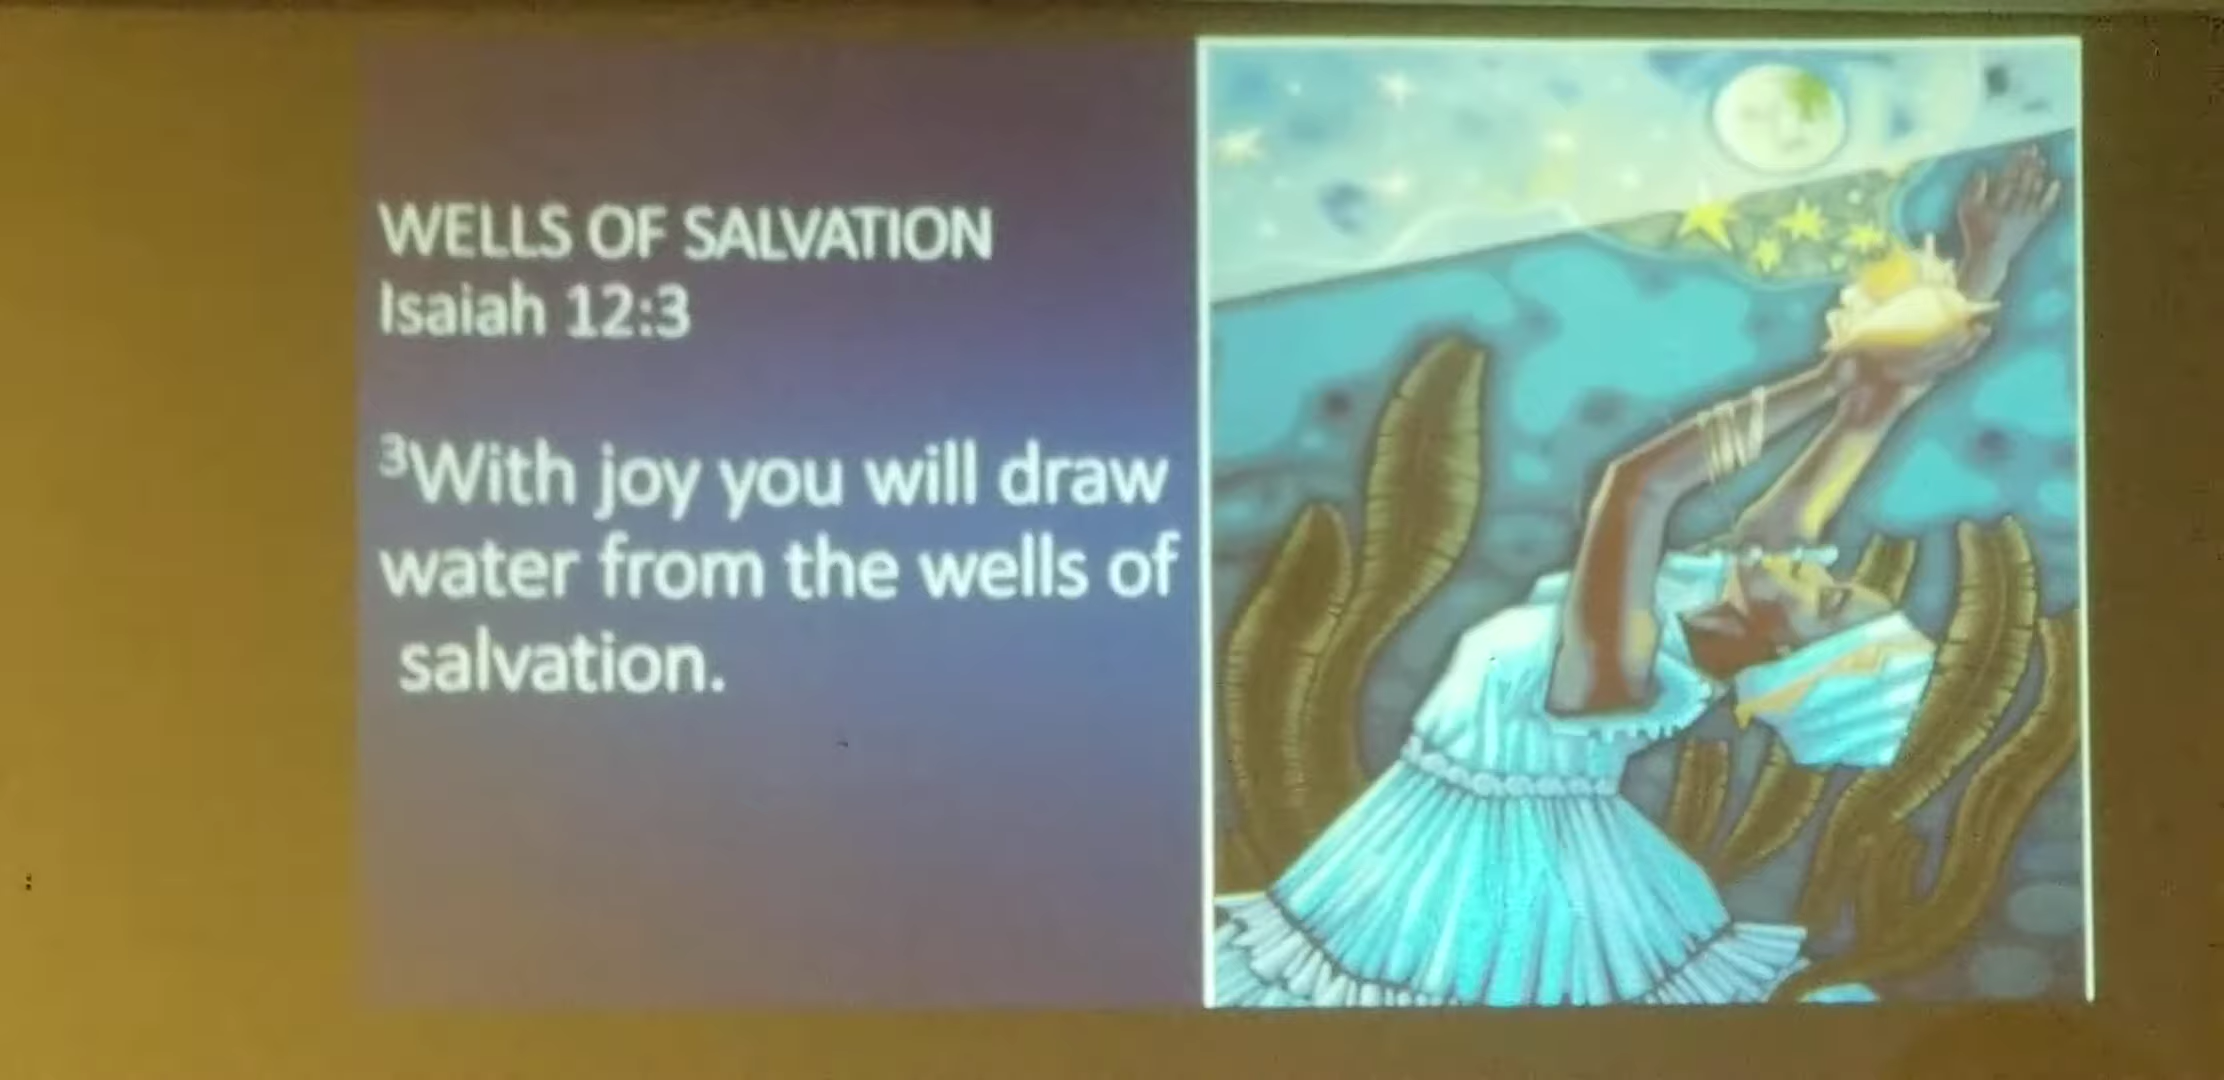 WELLS OF SALVATION
Isaiah 12:3
³With joy you will draw
water from the wells of
salvation.